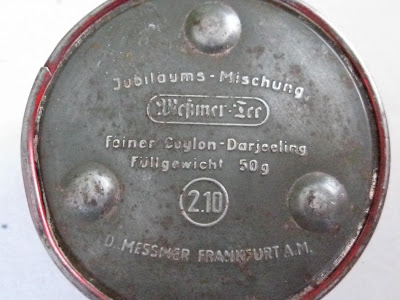 Jubiläums-Mischung
Meßmer-Tee
Feiner Ceylon-Darjeeling
Füllgewicht 50g
2.10
D. MESSMER FRANKFURT A.M.